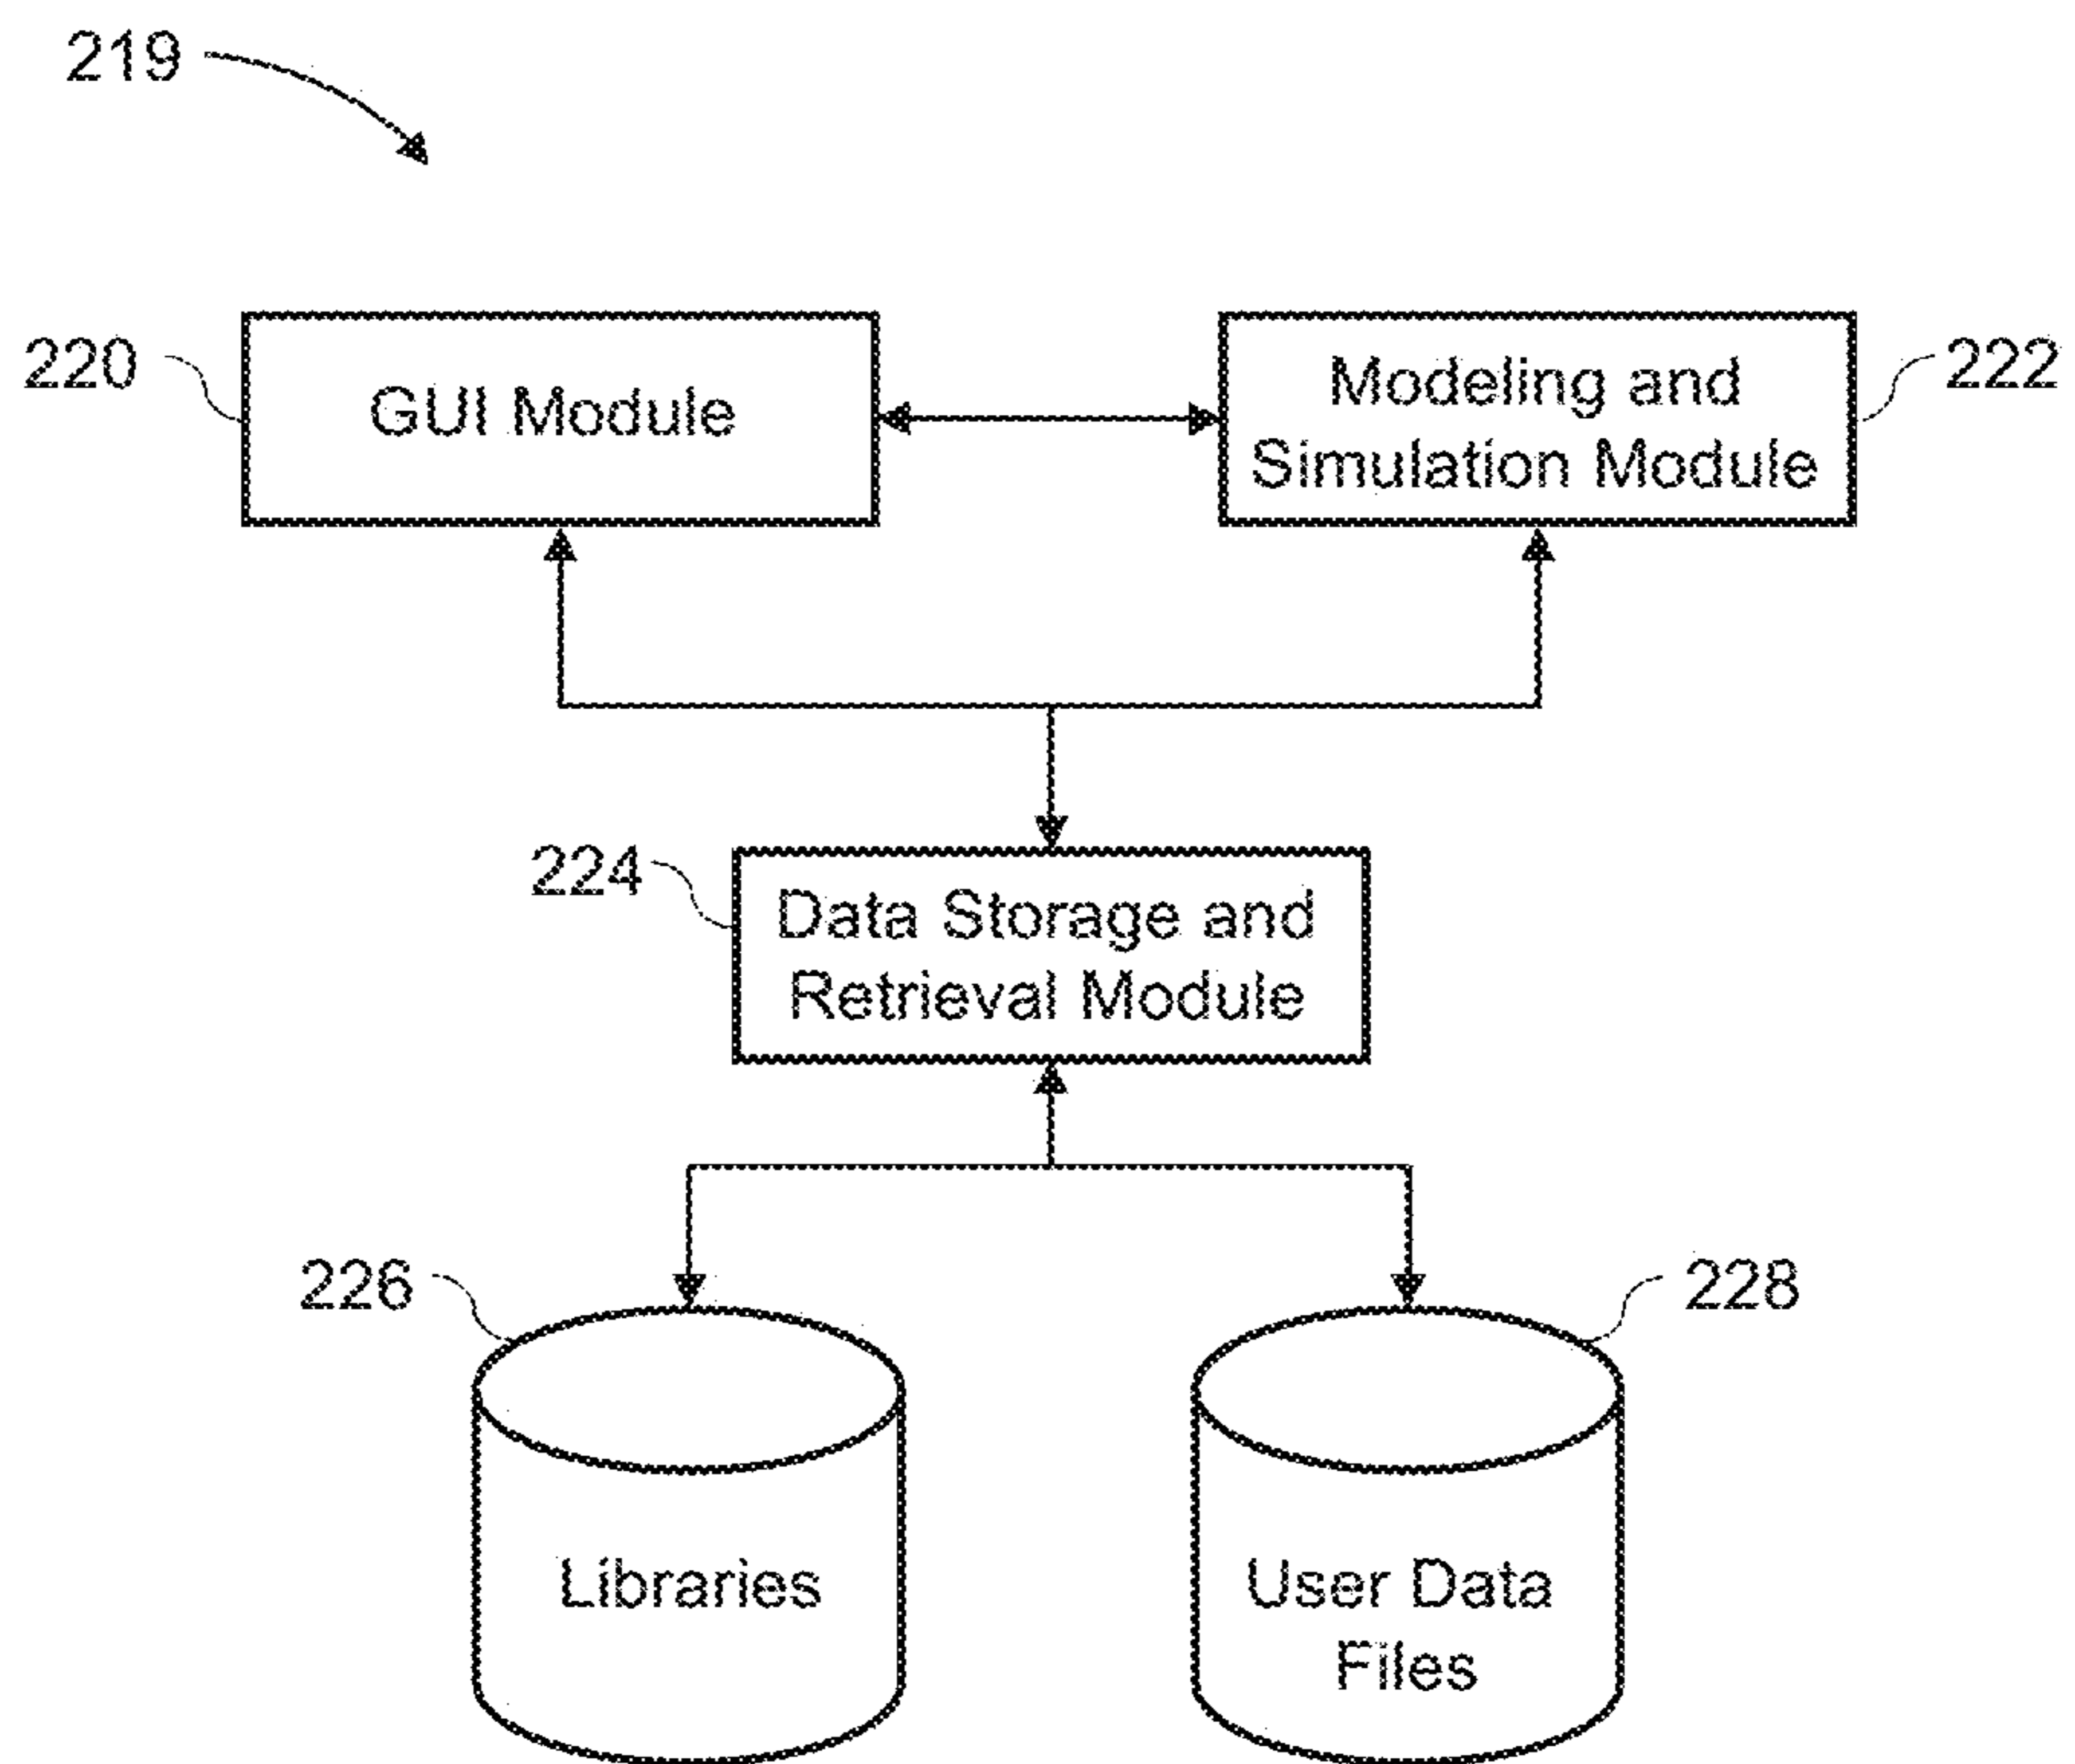 219
220
GUI Module
Modeling and
Simulation Module
222
224
Data Storage and
Retrieval Module
226
228
Libraries
User Data
Files